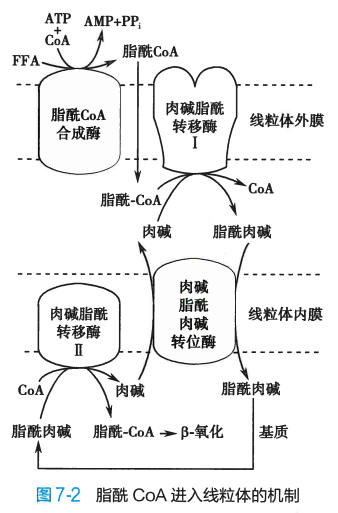 ATP
+
CoA
AMP+PPi
FFA
脂酰CoA
脂酰CoA
合成酶
肉碱脂酰
转移酶
Ⅰ
线粒体外膜
脂酰-CoA
CoA
肉碱
脂酰肉碱
肉碱
脂酰
肉碱
转位酶
线粒体内膜
肉碱脂酰
转移酶
Ⅱ
CoA
肉碱
脂酰肉碱
脂酰肉碱
脂酰-CoA
β-氧化
基质
图7-2 脂酰CoA进入线粒体的机制